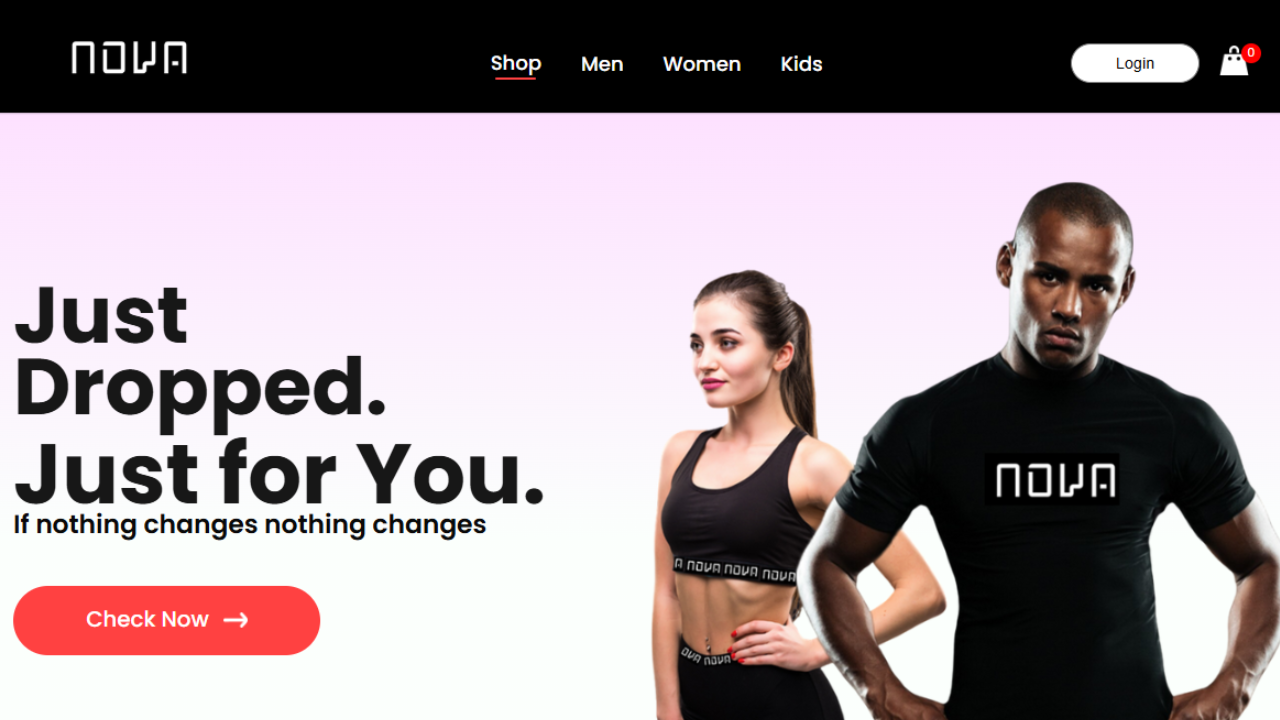 NOVA
Shop Men Women Kids
Login
0
Just
Dropped.
Just for You.
If nothing changes nothing changes
Check Now →
NOVA
A NOVA NOVA NOVA
OVA NOVA